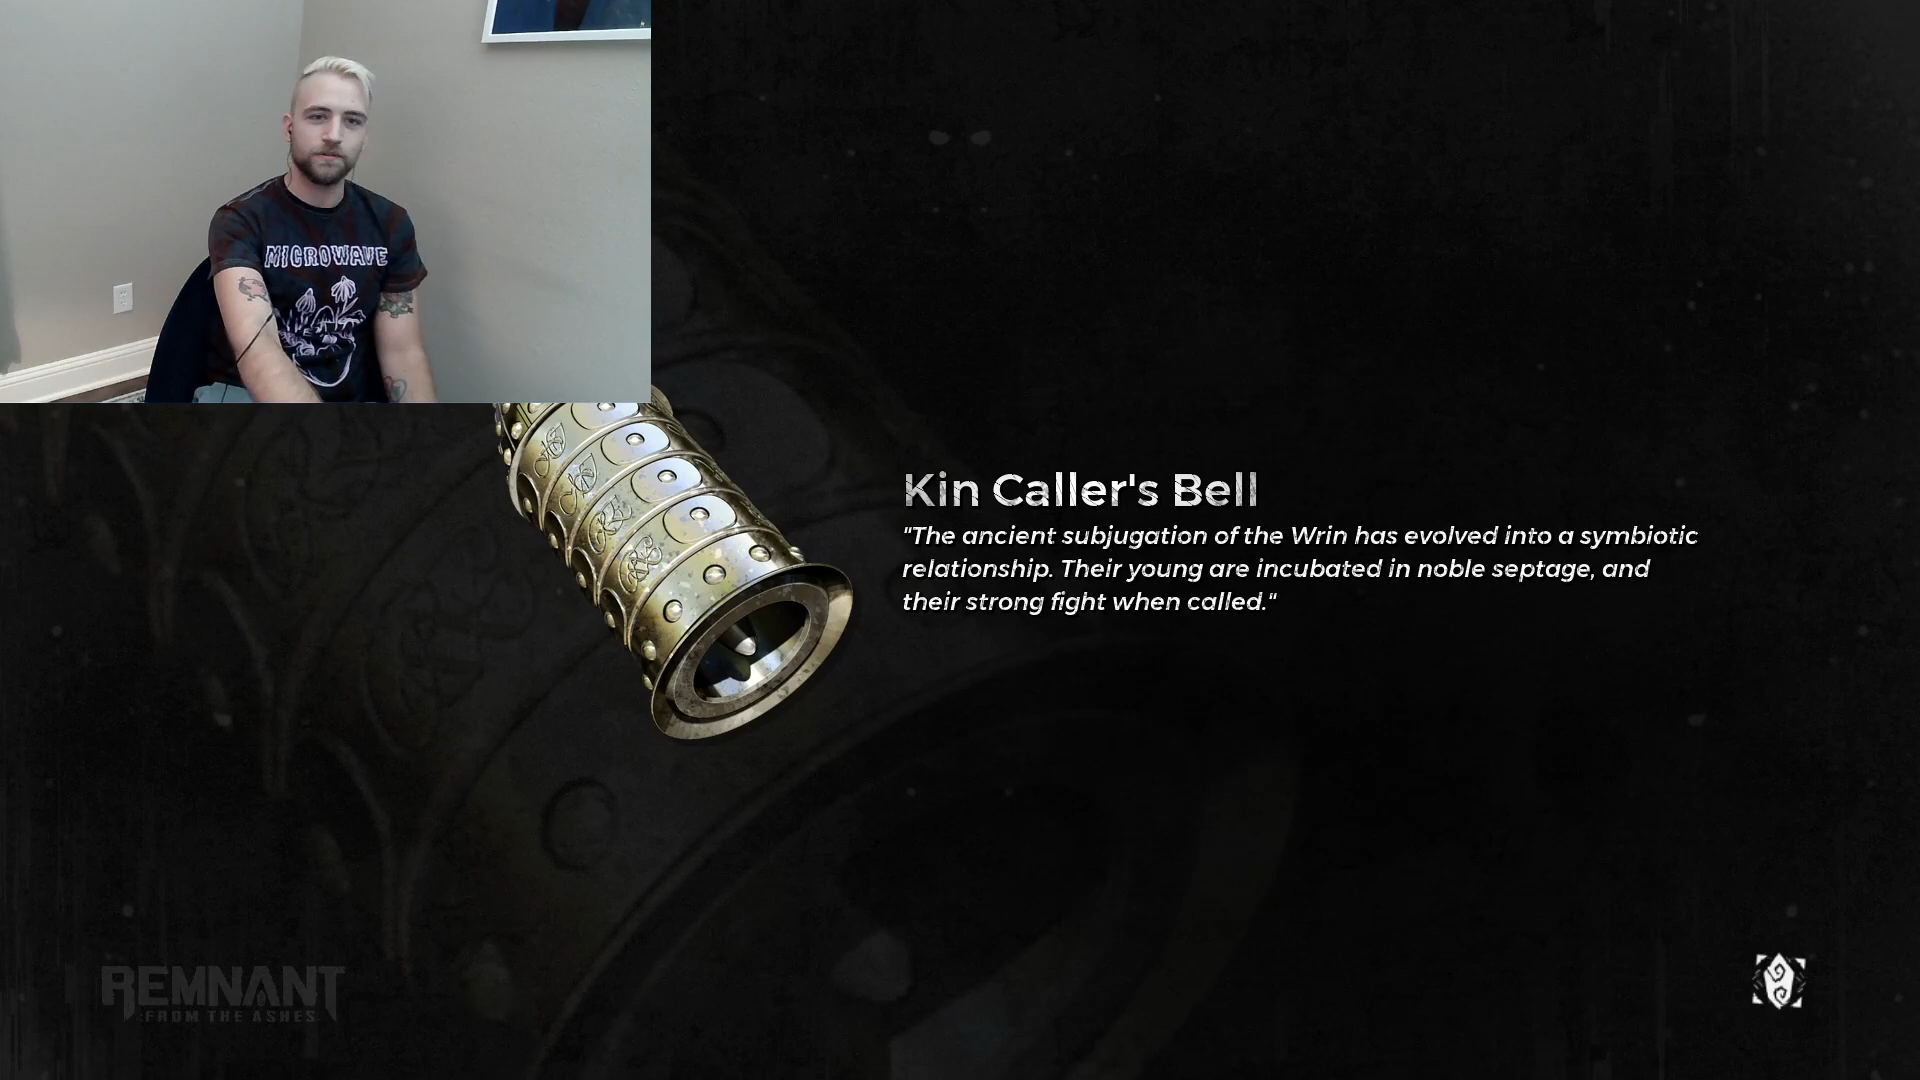 MICROWAVE
Kin Caller's Bell
"The ancient subjugation of the Wrin has evolved into a symbiotic
relationship. Their young are incubated in noble septage, and
their strong fight when called."
REMNANT
FROM THE ASHES